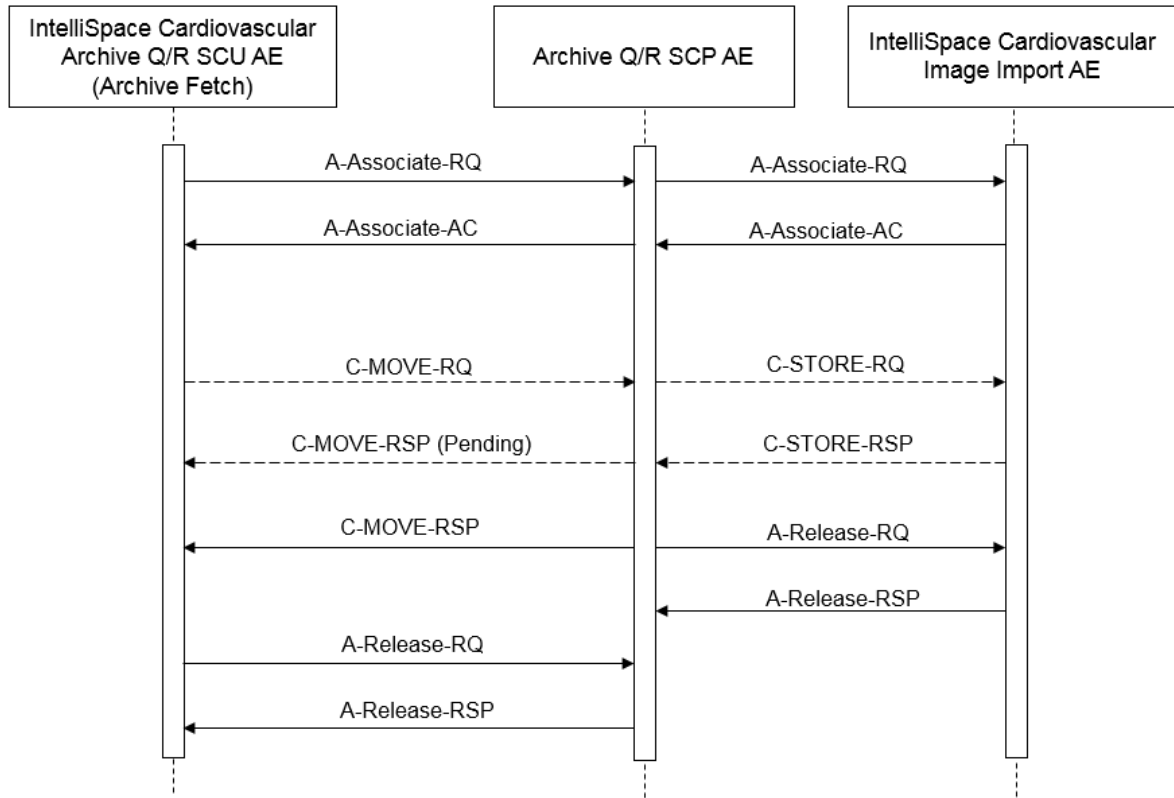 IntelliSpace Cardiovascular
Archive Q/R SCU AE
(Archive Fetch)
Archive Q/R SCP AE
IntelliSpace Cardiovascular
Image Import AE
A-Associate-RQ
A-Associate-RQ
A-Associate-AC
A-Associate-AC
C-MOVE-RQ
C-STORE-RQ
C-MOVE-RSP (Pending)
C-STORE-RSP
C-MOVE-RSP
A-Release-RQ
A-Release-RSP
A-Release-RQ
A-Release-RSP